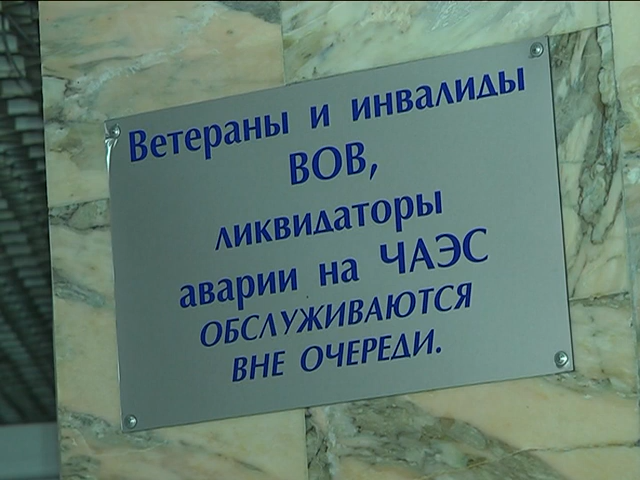 Ветераны и инвалиды
ВОВ,
ликвидаторы
аварии на ЧАЭС
ОБСЛУЖИВАЮТСЯ
ВНЕ ОЧЕРЕДИ.